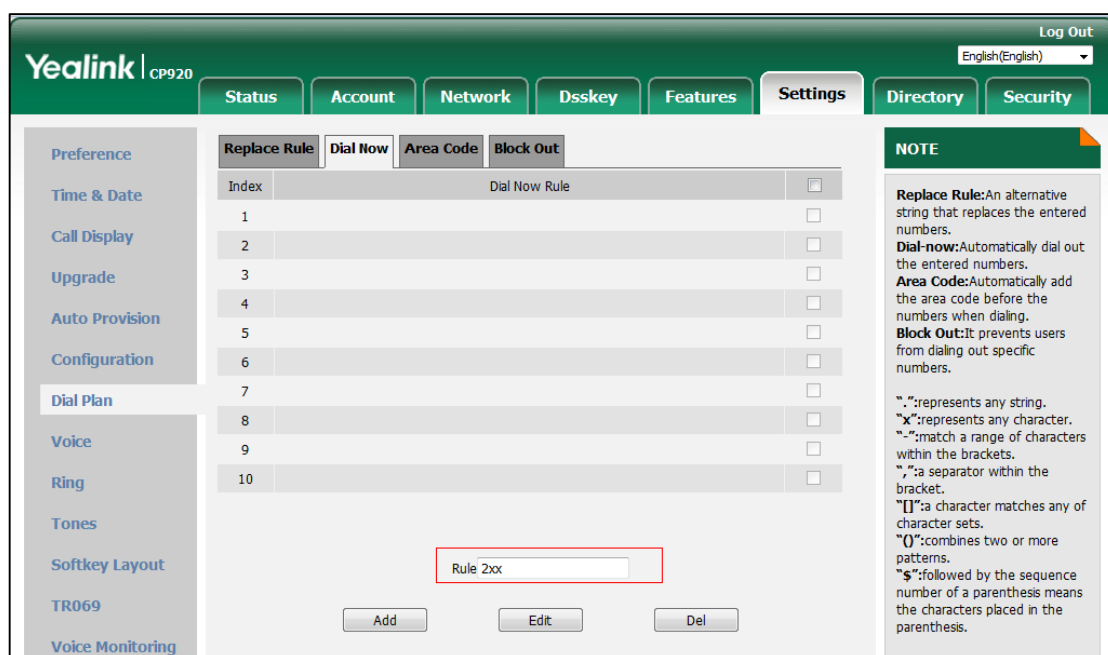 Log Out
Yealink | CP920
English(English)
Status Account Network Dsskey Features Settings Directory Security
Preference
Time & Date
Call Display
Upgrade
Auto Provision
Configuration
Dial Plan
Voice
Ring
Tones
Softkey Layout
TR069
Voice Monitoring
Replace Rule Dial Now Area Code Block Out
Index Dial Now Rule
1
2
3
4
5
6
7
8
9
10
Rule 2xx
Add Edit Del
NOTE
Replace Rule:An alternative
string that replaces the entered
numbers.
Dial-now:Automatically dial out
the entered numbers.
Area Code:Automatically add
the area code before the
numbers when dialing.
Block Out:It prevents users
from dialing out specific
numbers.
".":represents any string.
"x":represents any character.
"-":match a range of characters
within the brackets.
",":a separator within the
bracket.
"[]":a character matches any of
character sets.
"()":combines two or more
patterns.
"$":followed by the sequence
number of a parenthesis means
the characters placed in the
parenthesis.